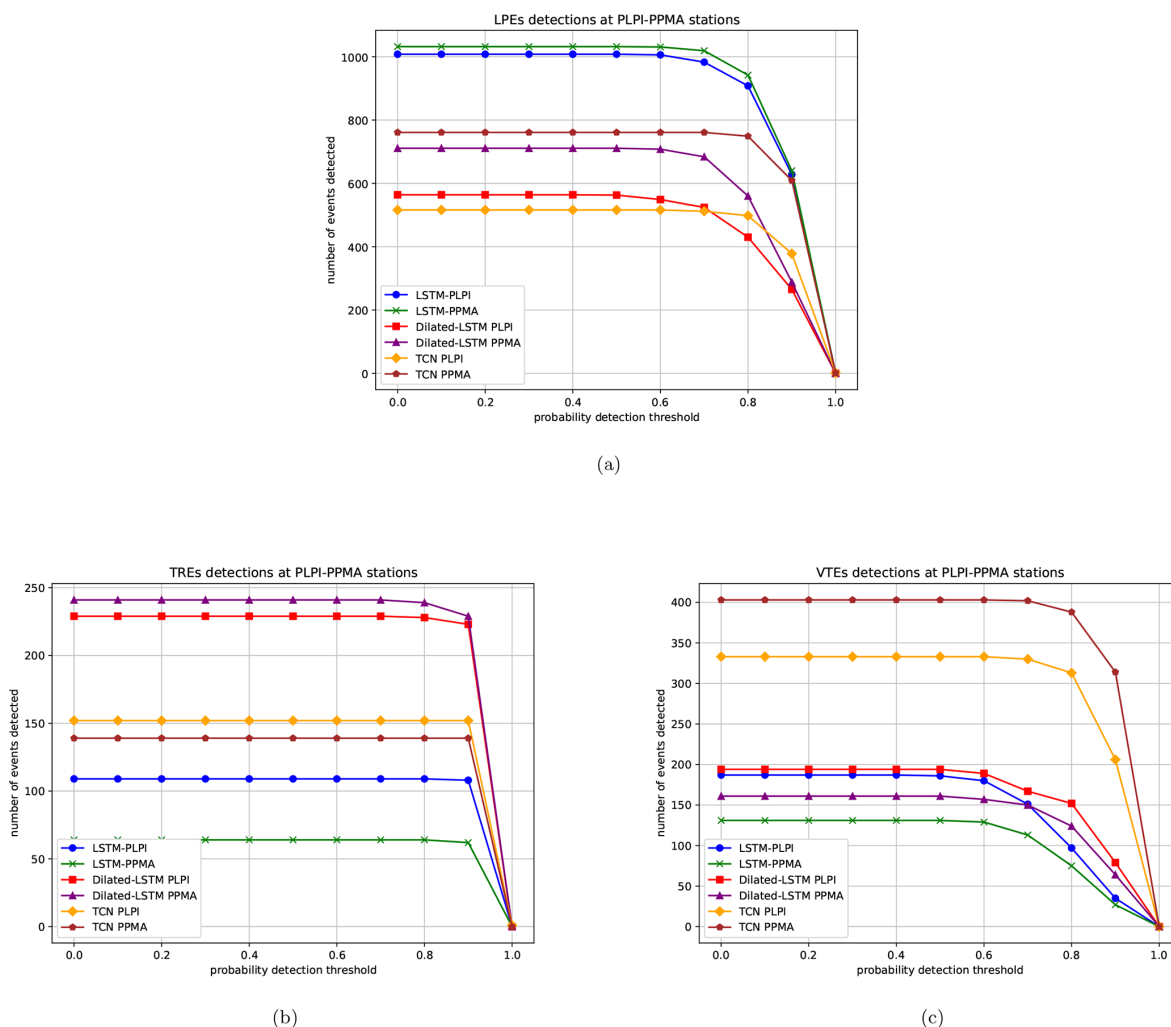 LPEs detections at PLPI-PPMA stations
number of events detected
1000
800
600
400
200
0
LSTM-PLPI
LSTM-PPMA
Dilated-LSTM PLPI
Dilated-LSTM PPMA
TCN PLPI
TCN PPMA
0.0 0.2 0.4 0.6 0.8 1.0
probability detection threshold
(a)
TREs detections at PLPI-PPMA stations
number of events detected
250
200
150
100
50
0
LSTM-PLPI
LSTM-PPMA
Dilated-LSTM PLPI
Dilated-LSTM PPMA
TCN PLPI
TCN PPMA
0.0 0.2 0.4 0.6 0.8 1.0
probability detection threshold
(b)
VTEs detections at PLPI-PPMA stations
number of events detected
400
350
300
250
200
150
100
50
0
LSTM-PLPI
LSTM-PPMA
Dilated-LSTM PLPI
Dilated-LSTM PPMA
TCN PLPI
TCN PPMA
0.0 0.2 0.4 0.6 0.8 1.0
probability detection threshold
(c)